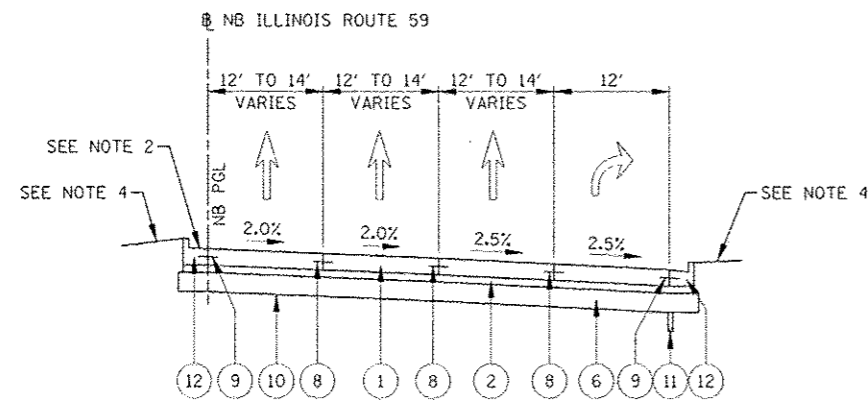 ℄ NB ILLINOIS ROUTE 59
12' TO 14' 12' TO 14' 12' TO 14' 12'
VARIES VARIES VARIES
SEE NOTE 2
SEE NOTE 4
NB PGL
SEE NOTE 4
2.0% 2.0% 2.5% 2.5%
12 9 10 8 1 8 2 8 6 9 11 12